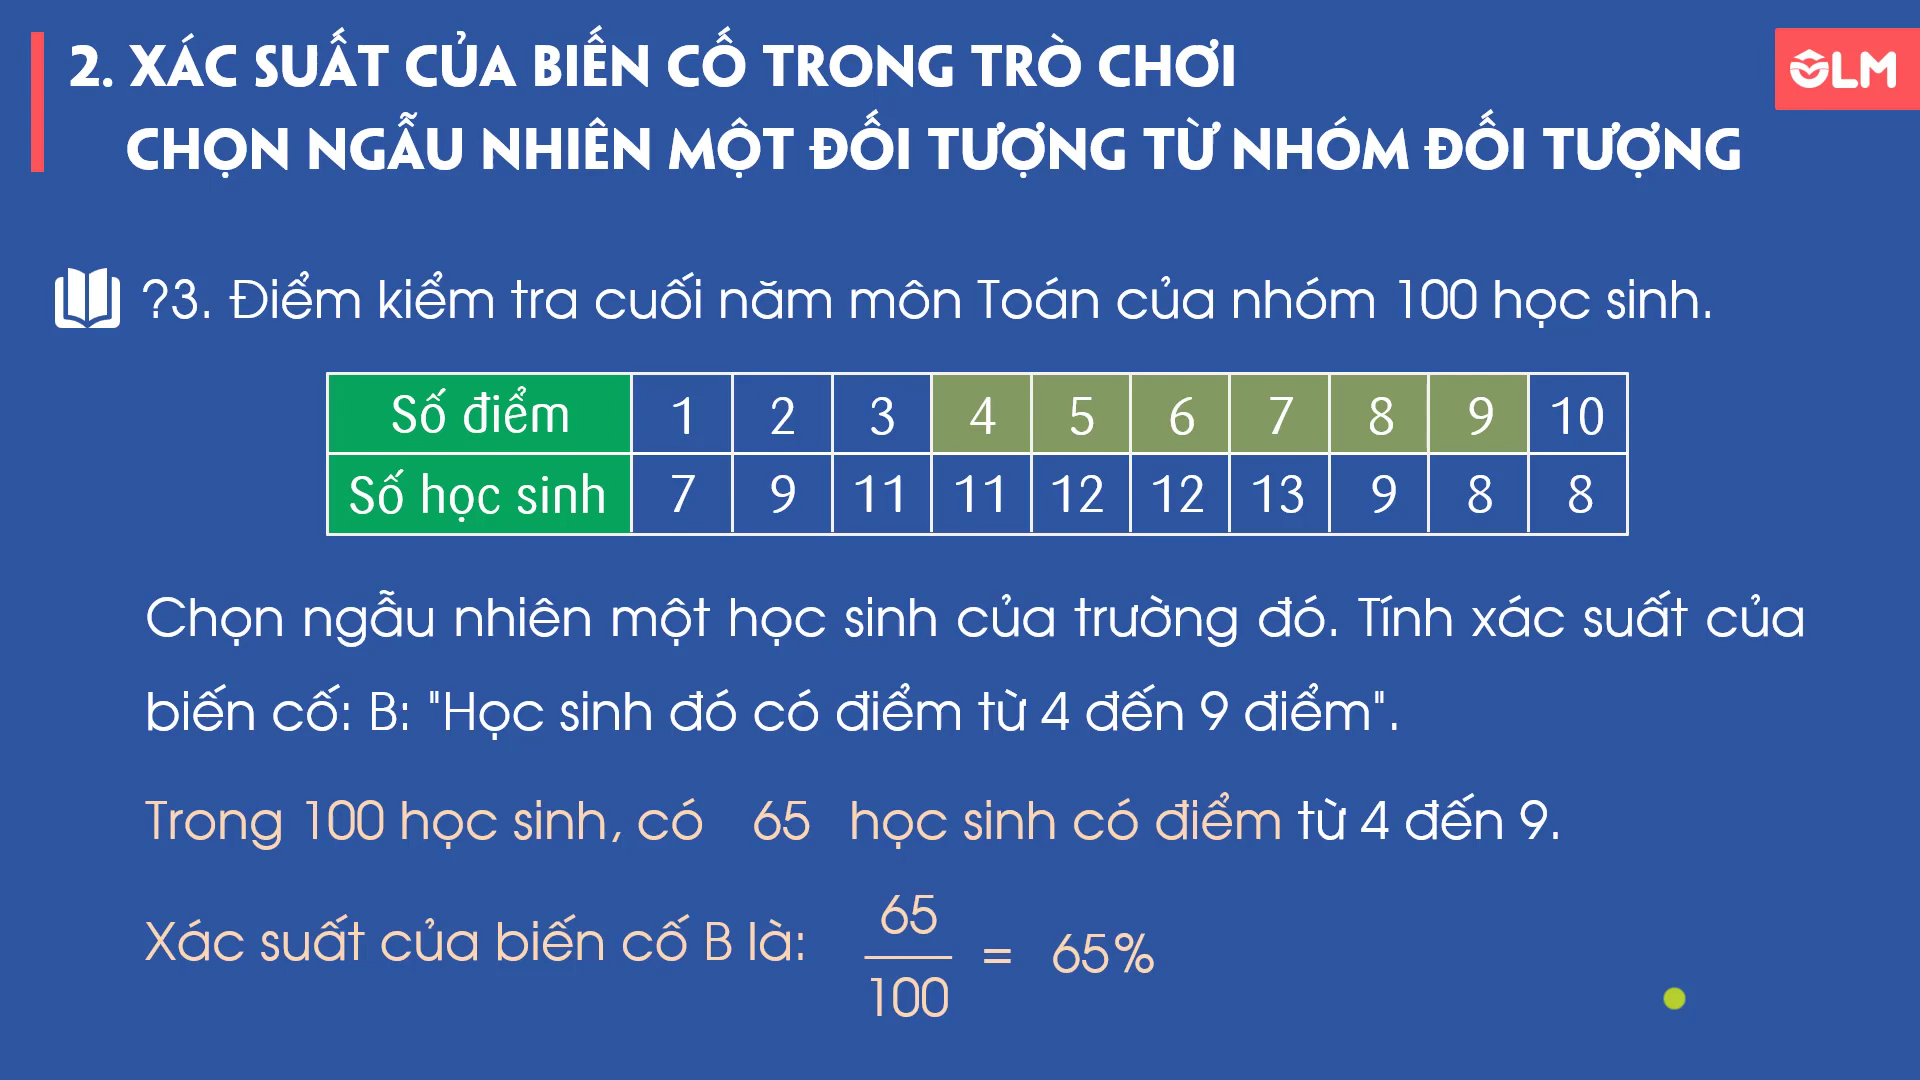 2. XÁC SUẤT CỦA BIẾN CỐ TRONG TRÒ CHƠI
CHỌN NGẪU NHIÊN MỘT ĐỐI TƯỢNG TỪ NHÓM ĐỐI TƯỢNG
OLM
?3. Điểm kiểm tra cuối năm môn Toán của nhóm 100 học sinh.
Số điểm 1 2 3 4 5 6 7 8 9 10
Số học sinh 7 9 11 11 12 12 13 9 8 8
Chọn ngẫu nhiên một học sinh của trường đó. Tính xác suất của
biến cố: B: "Học sinh đó có điểm từ 4 đến 9 điểm".
Trong 100 học sinh, có 65 học sinh có điểm từ 4 đến 9.
Xác suất của biến cố B là: 65/100 = 65%